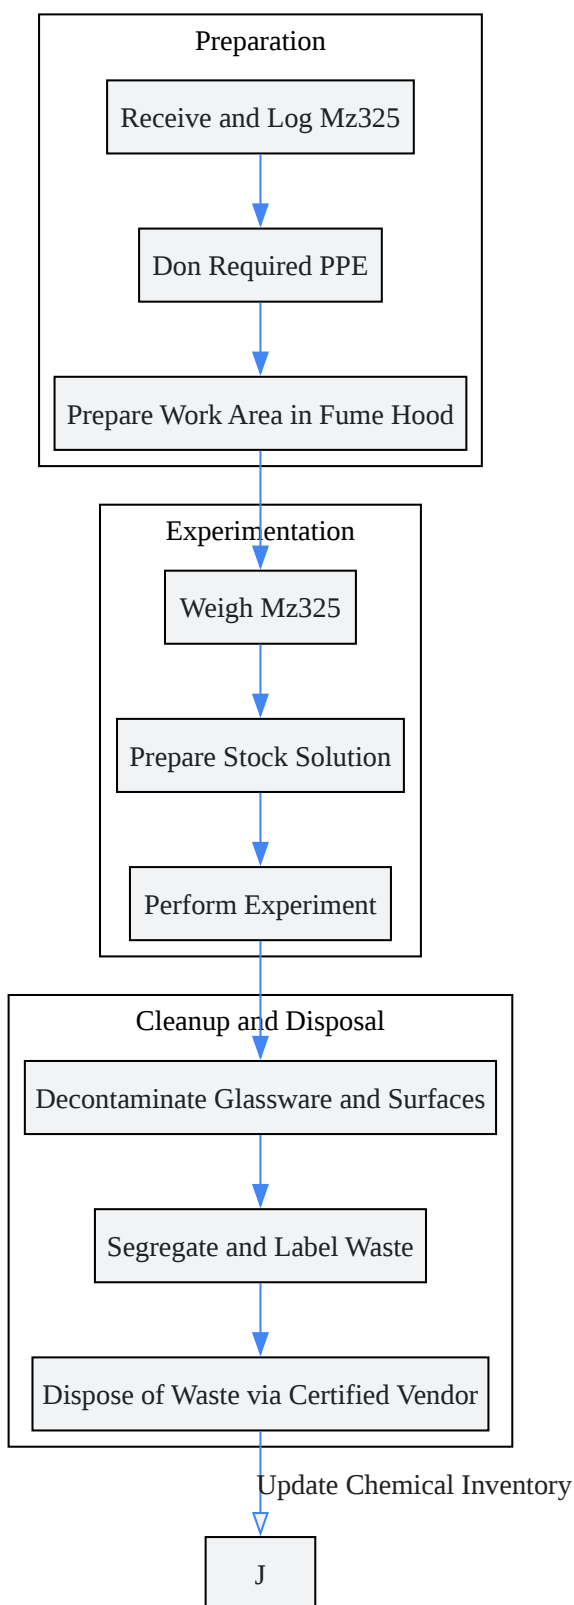 Preparation
Receive and Log Mz325
Don Required PPE
Prepare Work Area in Fume Hood
Experimentation
Weigh Mz325
Prepare Stock Solution
Perform Experiment
Cleanup and Disposal
Decontaminate Glassware and Surfaces
Segregate and Label Waste
Dispose of Waste via Certified Vendor
Update Chemical Inventory
J